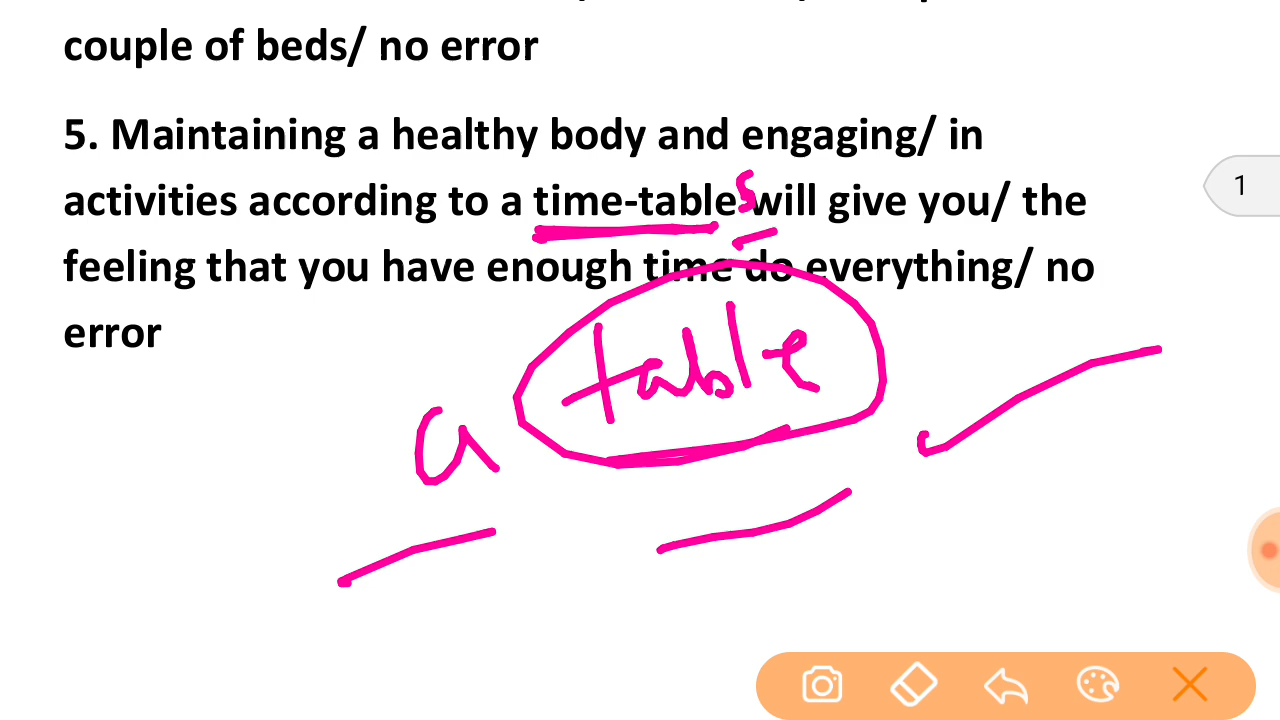 couple of beds/ no error
5. Maintaining a healthy body and engaging/ in
activities according to a time-tables will give you/ the
feeling that you have enough time do everything/ no
error
a table
1